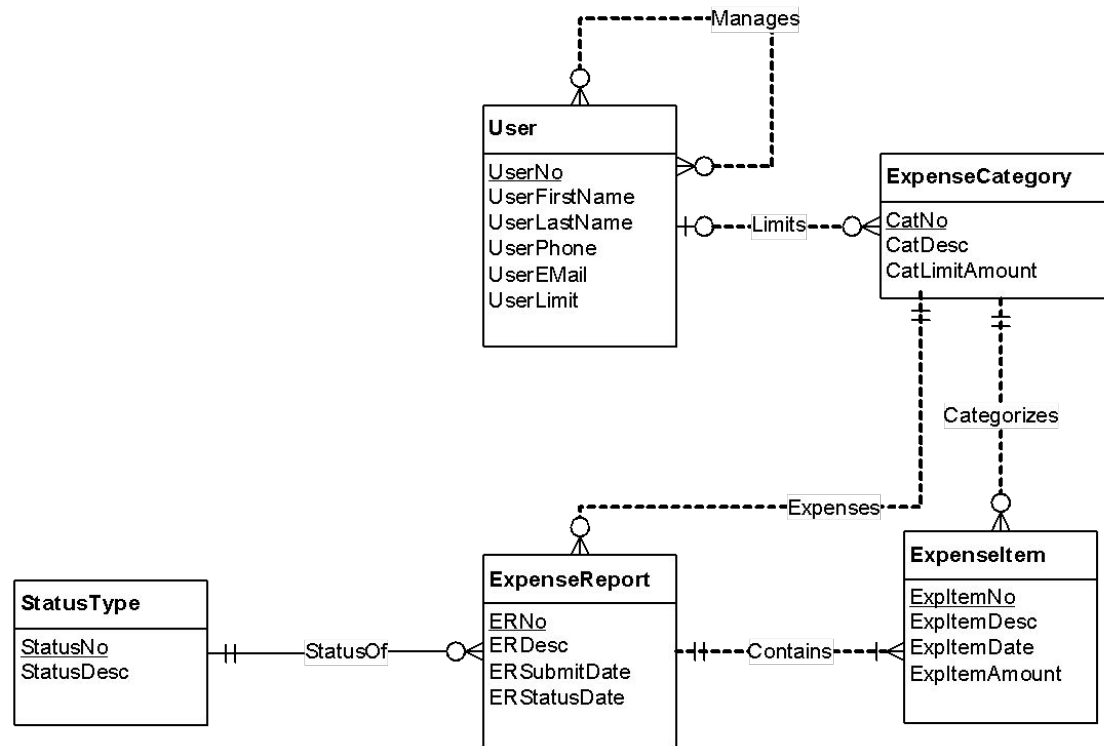 Manages
User
UserNo
UserFirstName
UserLastName
UserPhone
UserEMail
UserLimit
Limits
ExpenseCategory
CatNo
CatDesc
CatLimitAmount
Categorizes
Expenses
StatusType
StatusNo
StatusDesc
StatusOf
ExpenseReport
ERNo
ERDesc
ERSubmitDate
ERStatusDate
Contains
ExpenseItem
ExpItemNo
ExpItemDesc
ExpItemDate
ExpItemAmount